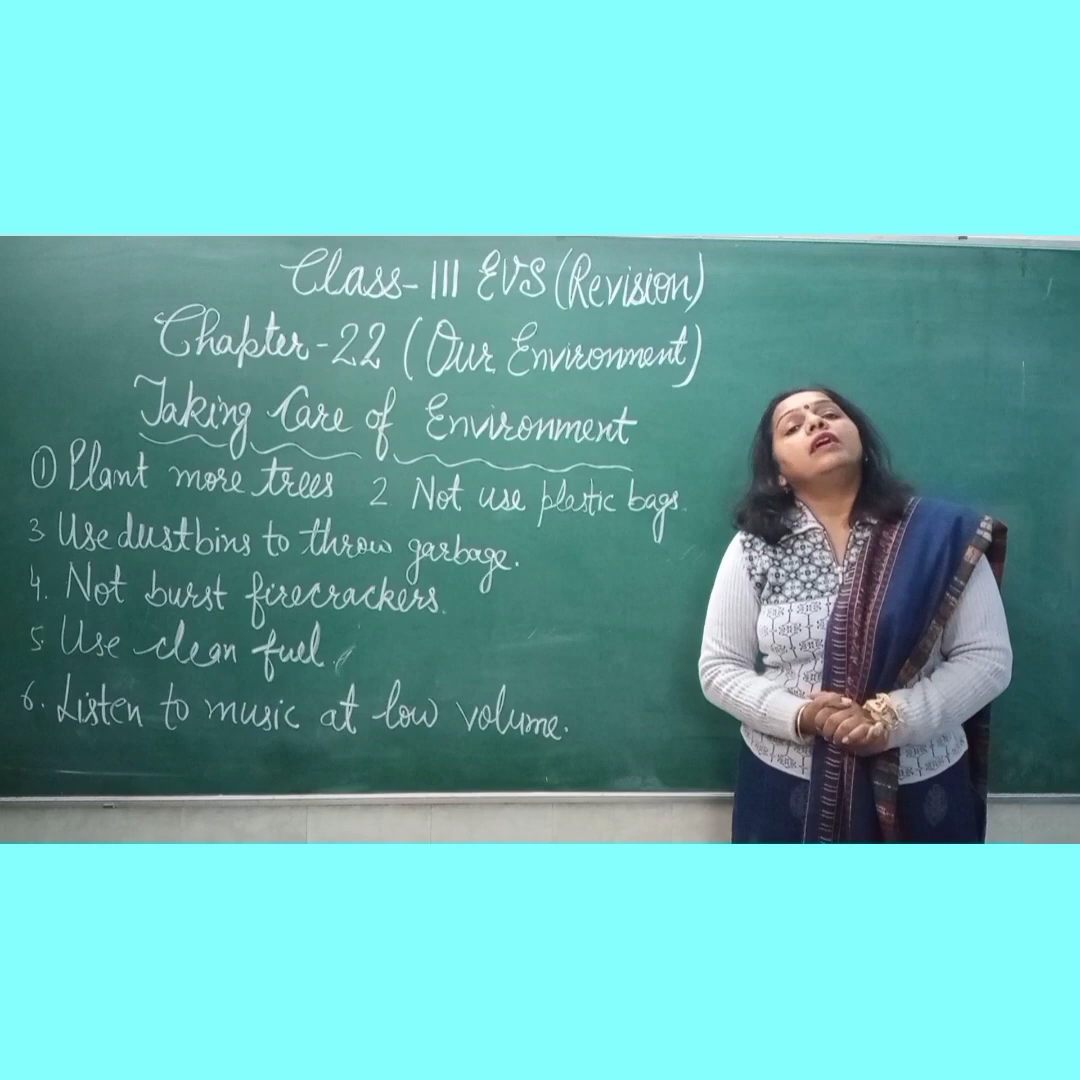 Class-III EVS (Revision)
Chapter-22 (Our Environment)
Taking Care of Environment
① Plant more trees 2 Not use plastic bags.
3 Use dustbins to throw garbage.
4. Not burst firecrackers.
5 Use clean fuel.
6. Listen to music at low volume.